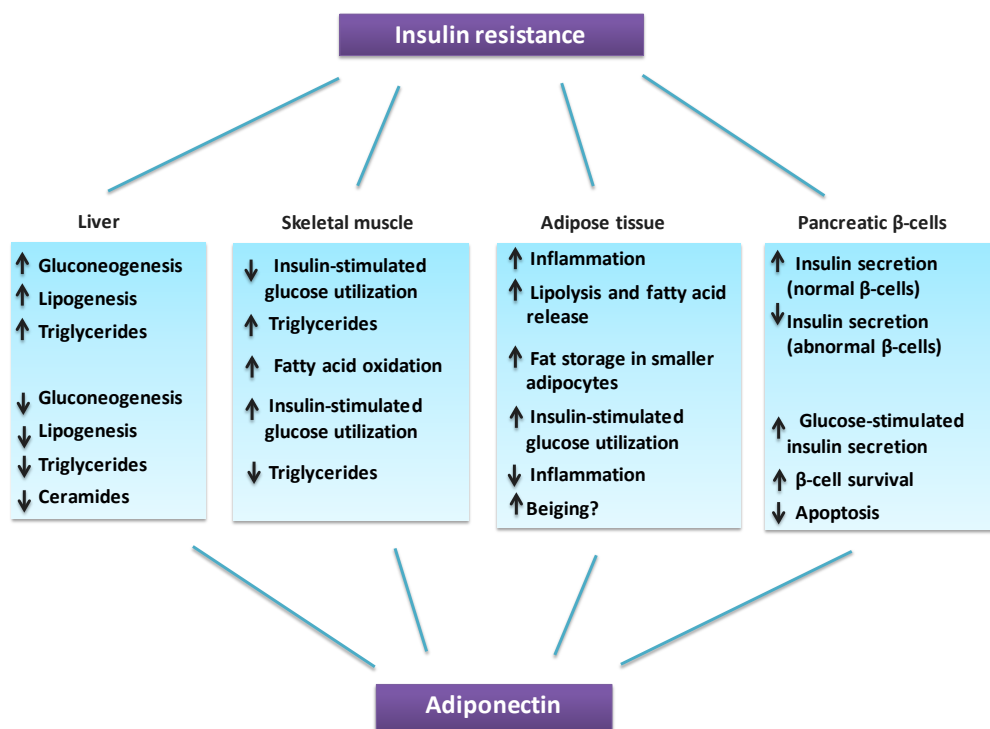 Insulin resistance
Liver
↑ Gluconeogenesis
↑ Lipogenesis
↑ Triglycerides
↓ Gluconeogenesis
↓ Lipogenesis
↓ Triglycerides
↓ Ceramides
Skeletal muscle
↓ Insulin-stimulated
glucose utilization
↑ Triglycerides
↑ Fatty acid oxidation
↑ Insulin-stimulated
glucose utilization
↓ Triglycerides
Adipose tissue
↑ Inflammation
↑ Lipolysis and fatty acid
release
↑ Fat storage in smaller
adipocytes
↑ Insulin-stimulated
glucose utilization
↓ Inflammation
↑ Beiging?
Pancreatic β-cells
↑ Insulin secretion
(normal β-cells)
↓ Insulin secretion
(abnormal β-cells)
↑ Glucose-stimulated
insulin secretion
↑ β-cell survival
↓ Apoptosis
Adiponectin